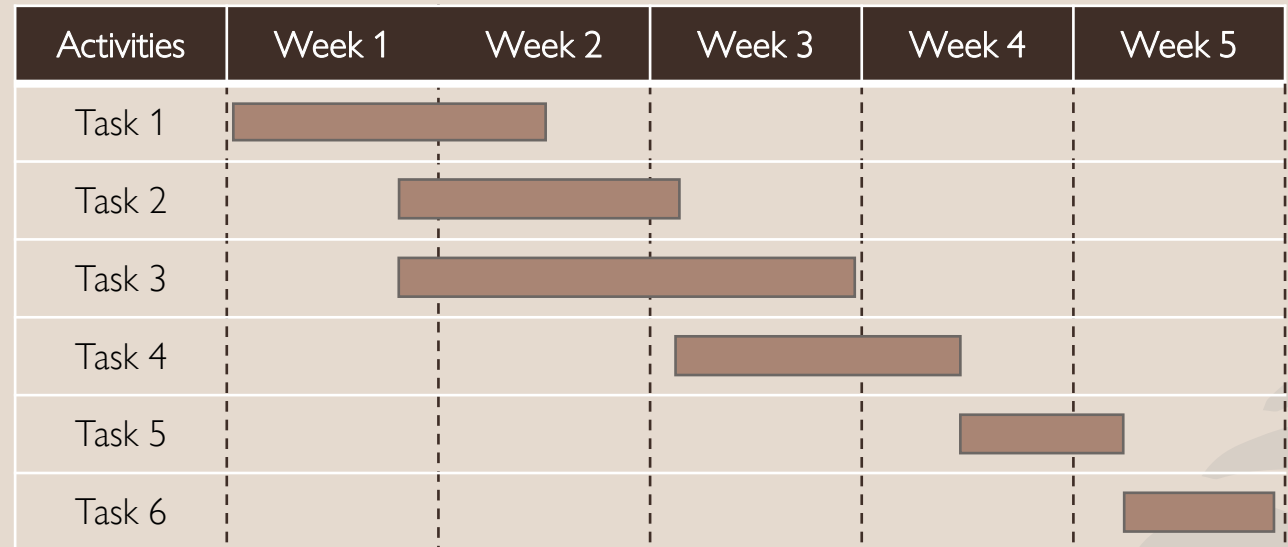 Activities Week 1 Week 2 Week 3 Week 4 Week 5
Task 1
Task 2
Task 3
Task 4
Task 5
Task 6